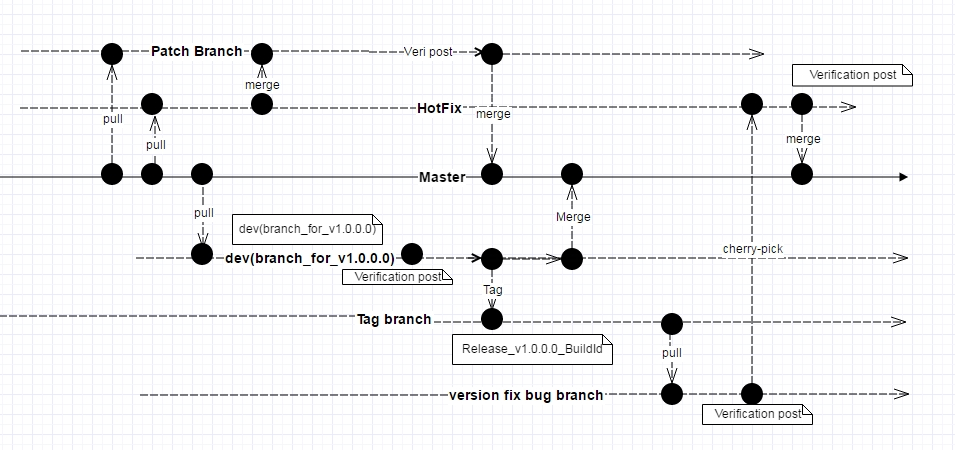 Patch Branch
Veri post
Verification post
merge
HotFix
pull
merge
pull
merge
Master
pull
Merge
dev(branch_for_v1.0.0.0)
dev(branch_for_v1.0.0.0)
cherry-pick
Verification post
Tag
Tag branch
Release_v1.0.0.0_BuildId
pull
version fix bug branch
Verification post